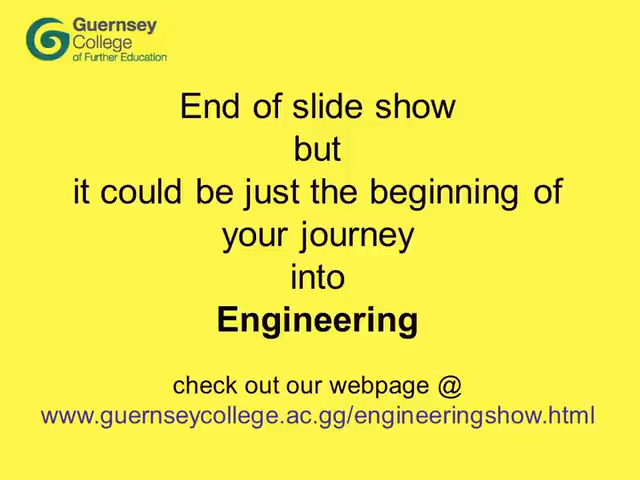 Guernsey
College
of Further Education
End of slide show
but
it could be just the beginning of
your journey
into
Engineering
check out our webpage @
www.guernseycollege.ac.gg/engineeringshow.html